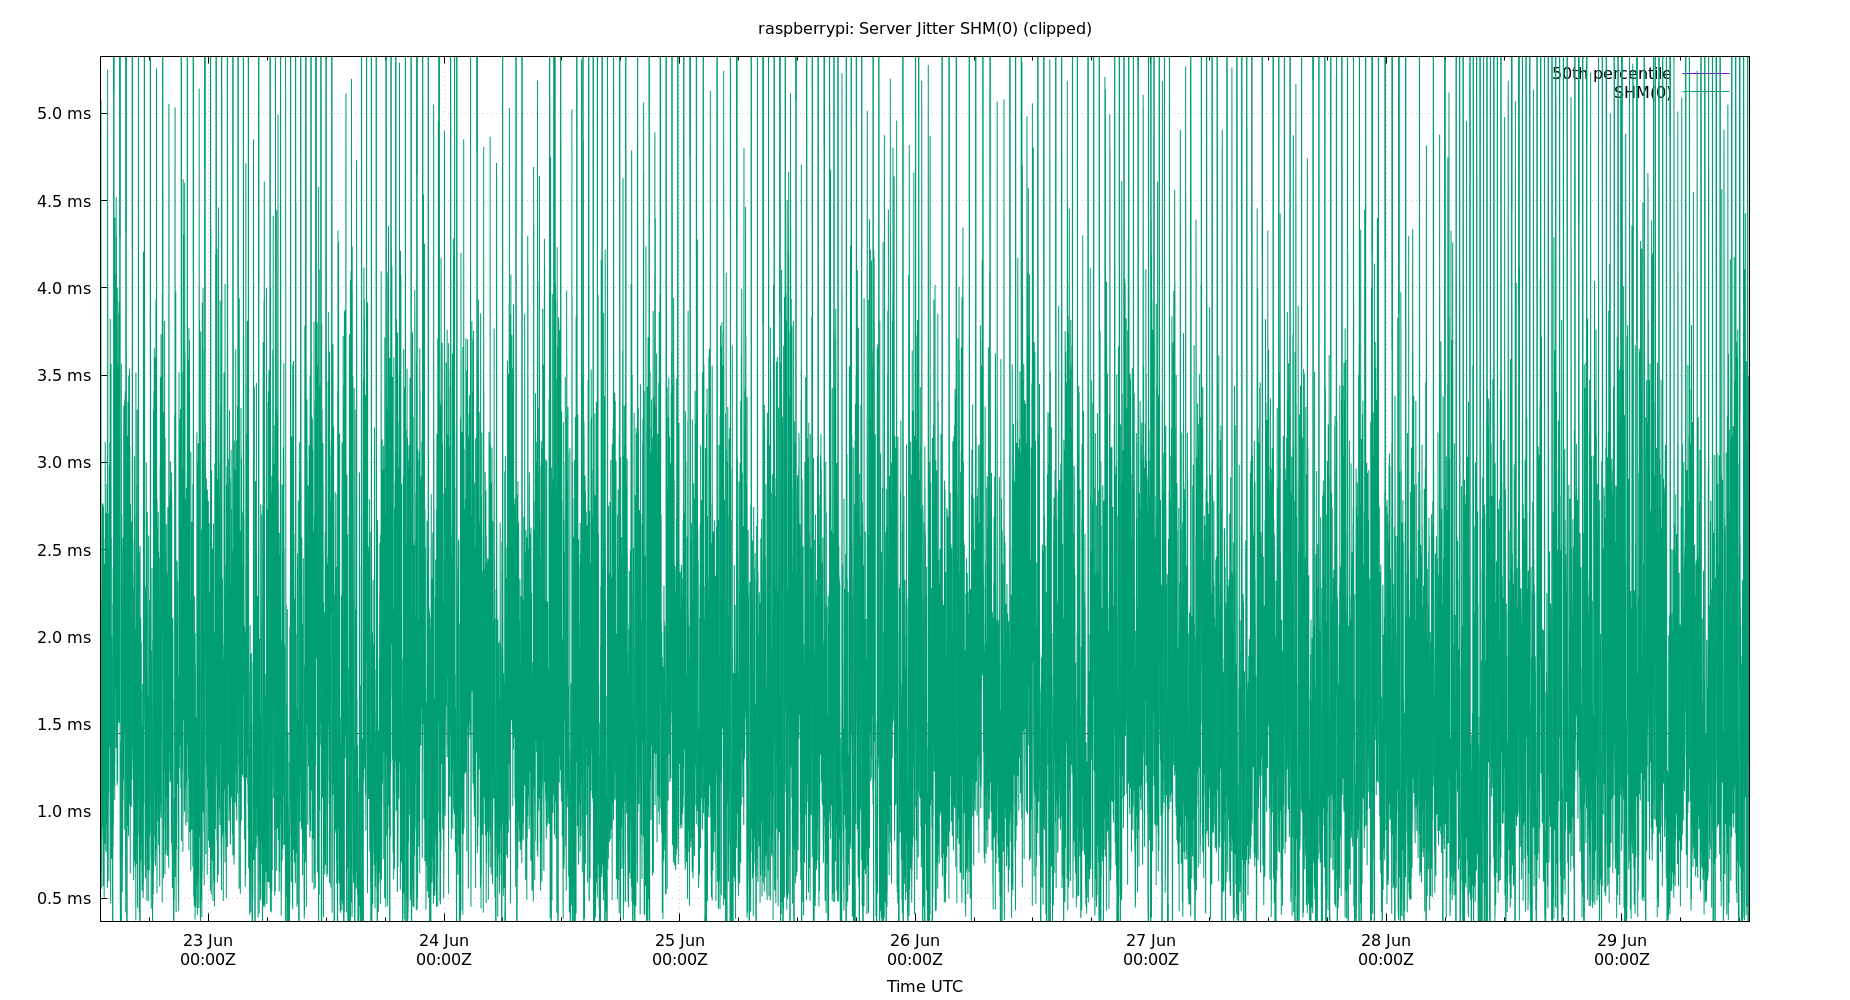 raspberrypi: Server Jitter SHM(0) (clipped)
50th percentile
SHM(0)
5.0 ms
4.5 ms
4.0 ms
3.5 ms
3.0 ms
2.5 ms
2.0 ms
1.5 ms
1.0 ms
0.5 ms
23 Jun 24 Jun 25 Jun 26 Jun 27 Jun 28 Jun 29 Jun
00:00Z 00:00Z 00:00Z 00:00Z 00:00Z 00:00Z 00:00Z
Time UTC